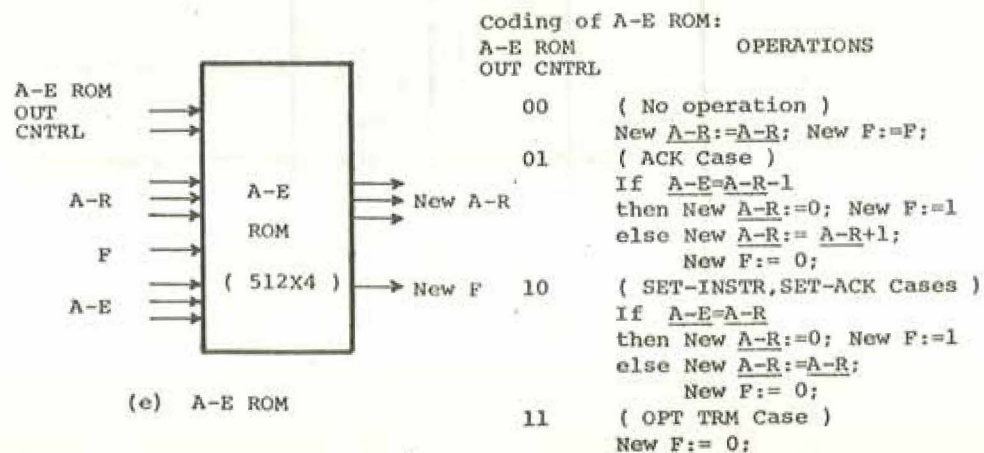 Coding of A-E ROM:
A-E ROM OPERATIONS
OUT CNTRL
A-E ROM
OUT
CNTRL
A-R
F
A-E
A-E
ROM
( 512X4 )
New A-R
New F
(e) A-E ROM
00 ( No operation )
New A-R:=A-R; New F:=F;
01 ( ACK Case )
If A-E=A-R-1
then New A-R:=0; New F:=1
else New A-R:= A-R+1;
New F:= 0;
10 ( SET-INSTR,SET-ACK Cases )
If A-E=A-R
then New A-R:=0; New F:=1
else New A-R:=A-R;
New F:= 0;
11 ( OPT TRM Case )
New F:= 0;